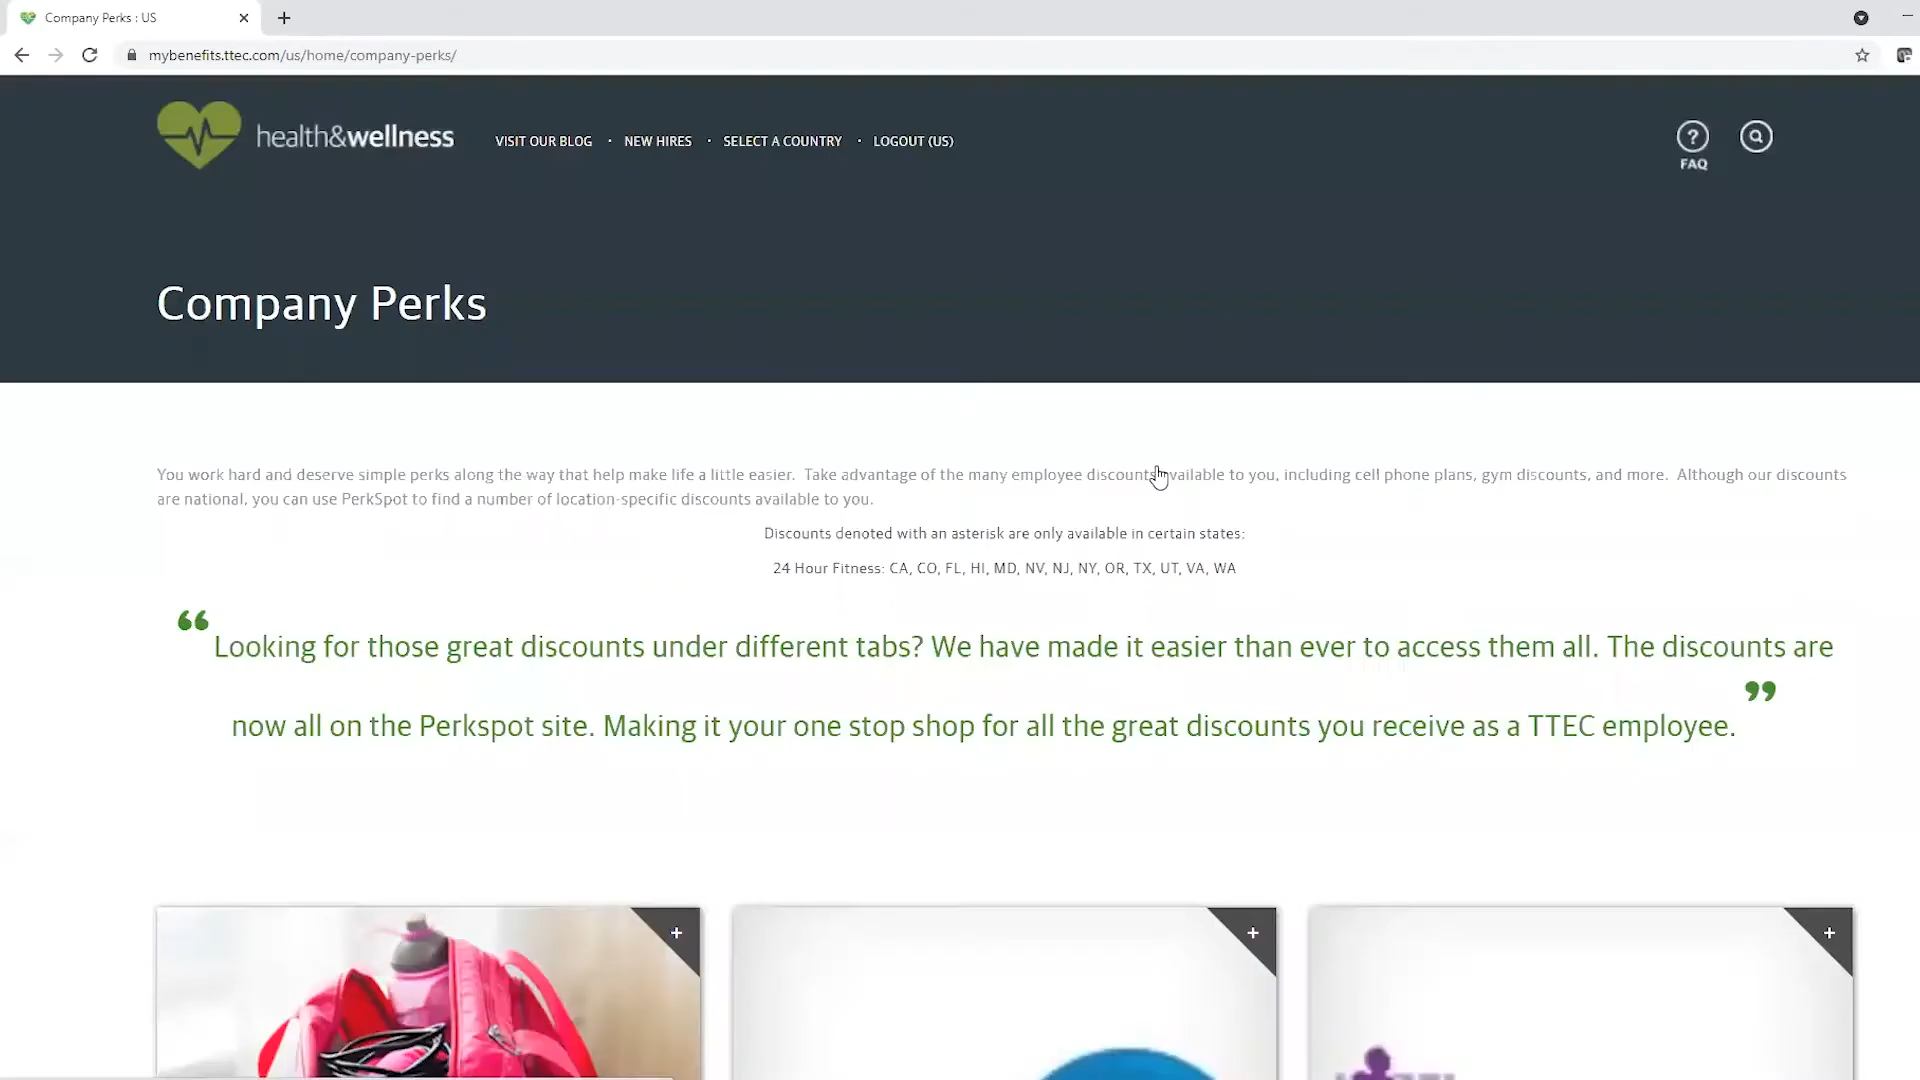 Company Perks : US
mybenefits.ttec.com/us/home/company-perks/
health&wellness
VISIT OUR BLOG · NEW HIRES · SELECT A COUNTRY · LOGOUT (US)
?
FAQ
Company Perks
You work hard and deserve simple perks along the way that help make life a little easier. Take advantage of the many employee discounts available to you, including cell phone plans, gym discounts, and more. Although our discounts
are national, you can use PerkSpot to find a number of location-specific discounts available to you.
Discounts denoted with an asterisk are only available in certain states:
24 Hour Fitness: CA, CO, FL, HI, MD, NV, NJ, NY, OR, TX, UT, VA, WA
“Looking for those great discounts under different tabs? We have made it easier than ever to access them all. The discounts are
now all on the Perkspot site. Making it your one stop shop for all the great discounts you receive as a TTEC employee.”
+ + +